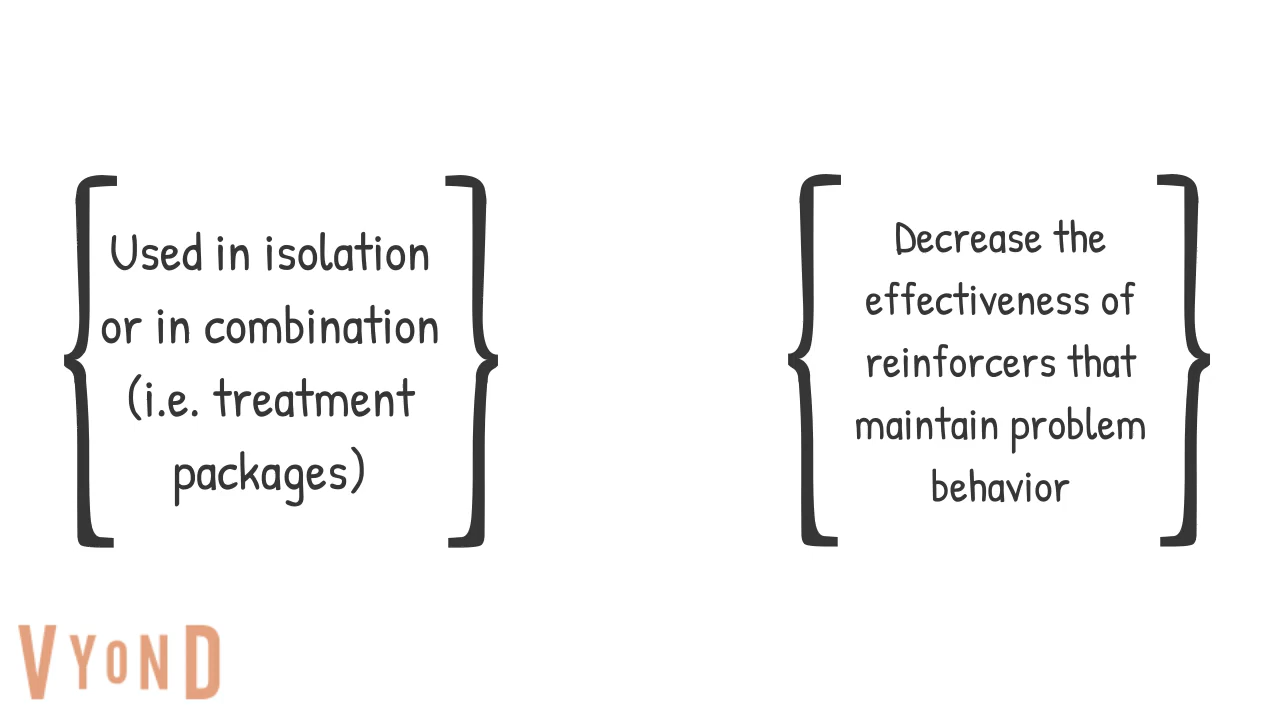 Used in isolation
or in combination
(i.e. treatment
packages)
Decrease the
effectiveness of
reinforcers that
maintain problem
behavior
VYOND